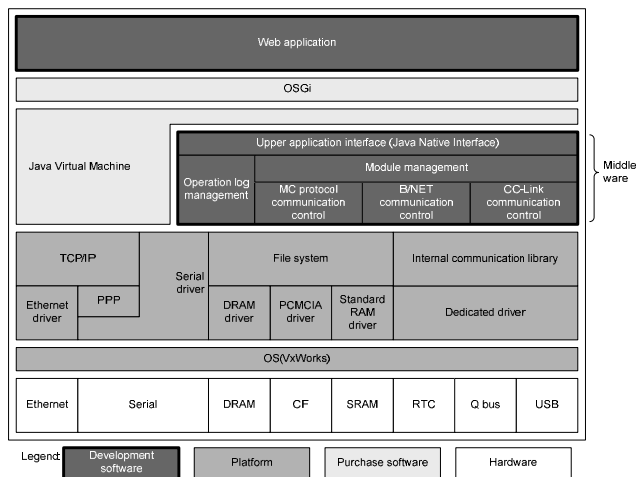 Web application
OSGi
Java Virtual Machine
Upper application interface (Java Native Interface)
Operation log
management
Module management
MC protocol
communication
control
B/NET
communication
control
CC-Link
communication
control
Middle
ware
TCP/IP
Serial
driver
File system
Internal communication library
Ethernet
driver
PPP
DRAM
driver
PCMCIA
driver
Standard
RAM
driver
Dedicated driver
OS(VxWorks)
Ethernet
Serial
DRAM
CF
SRAM
RTC
Q bus
USB
Legend:
Development
software
Platform
Purchase software
Hardware